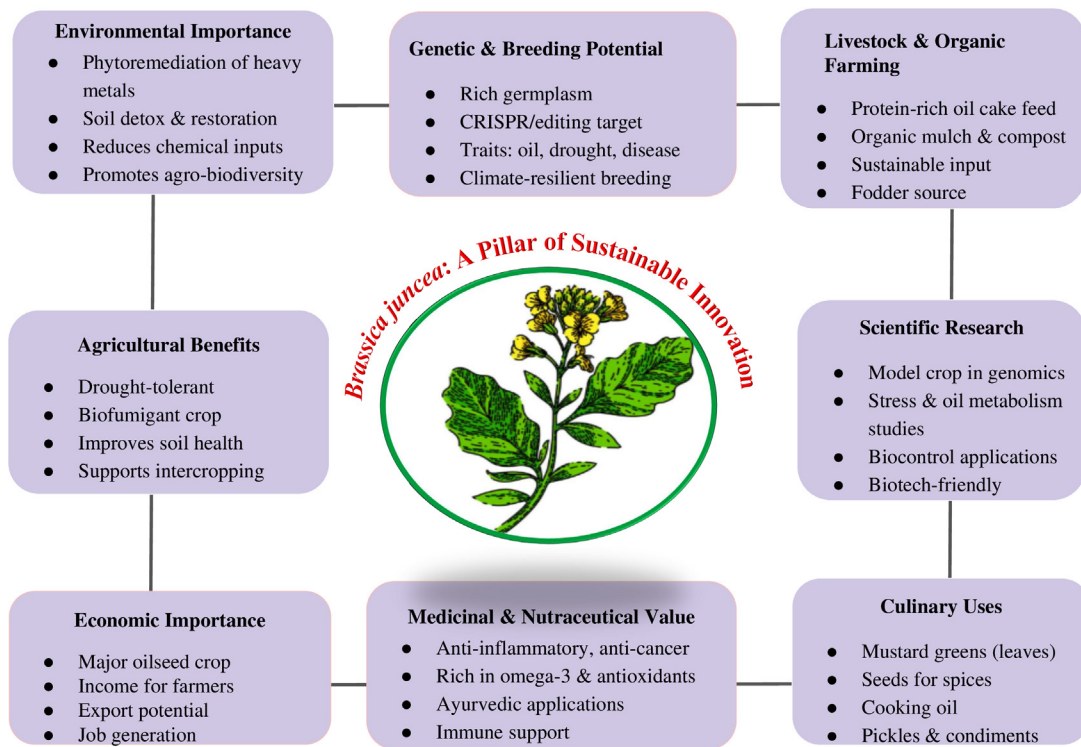 Environmental Importance
● Phytoremediation of heavy
metals
● Soil detox & restoration
● Reduces chemical inputs
● Promotes agro-biodiversity
Genetic & Breeding Potential
● Rich germplasm
● CRISPR/editing target
● Traits: oil, drought, disease
● Climate-resilient breeding
Livestock & Organic
Farming
● Protein-rich oil cake feed
● Organic mulch & compost
● Sustainable input
● Fodder source
Brassica juncea: A Pillar of Sustainable Innovation
Agricultural Benefits
● Drought-tolerant
● Biofumigant crop
● Improves soil health
● Supports intercropping
Scientific Research
● Model crop in genomics
● Stress & oil metabolism
studies
● Biocontrol applications
● Biotech-friendly
Economic Importance
● Major oilseed crop
● Income for farmers
● Export potential
● Job generation
Medicinal & Nutraceutical Value
● Anti-inflammatory, anti-cancer
● Rich in omega-3 & antioxidants
● Ayurvedic applications
● Immune support
Culinary Uses
● Mustard greens (leaves)
● Seeds for spices
● Cooking oil
● Pickles & condiments